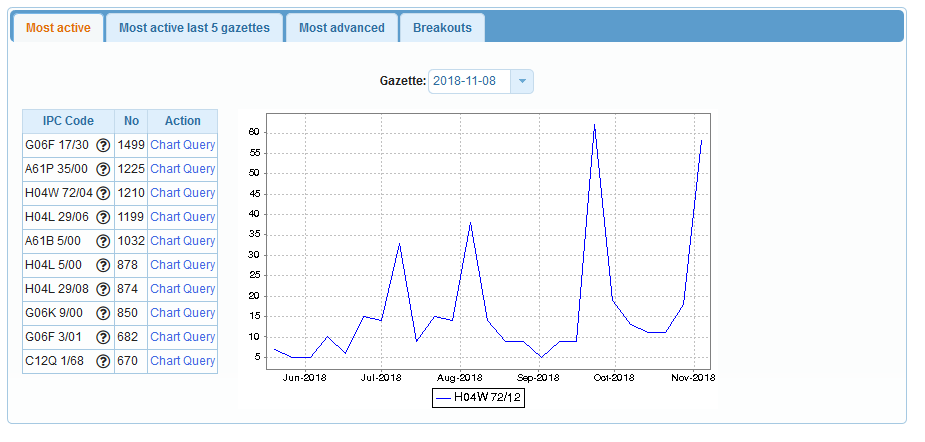 Most active Most active last 5 gazettes Most advanced Breakouts
Gazette: 2018-11-08
IPC Code No Action
G06F 17/30 ? 1499 Chart Query
A61P 35/00 ? 1225 Chart Query
H04W 72/04 ? 1210 Chart Query
H04L 29/06 ? 1199 Chart Query
A61B 5/00 ? 1032 Chart Query
H04L 5/00 ? 878 Chart Query
H04L 29/08 ? 874 Chart Query
G06K 9/00 ? 850 Chart Query
G06F 3/01 ? 682 Chart Query
C12Q 1/68 ? 670 Chart Query
60
55
50
45
40
35
30
25
20
15
10
5
Jun-2018 Jul-2018 Aug-2018 Sep-2018 Oct-2018 Nov-2018
H04W 72/12